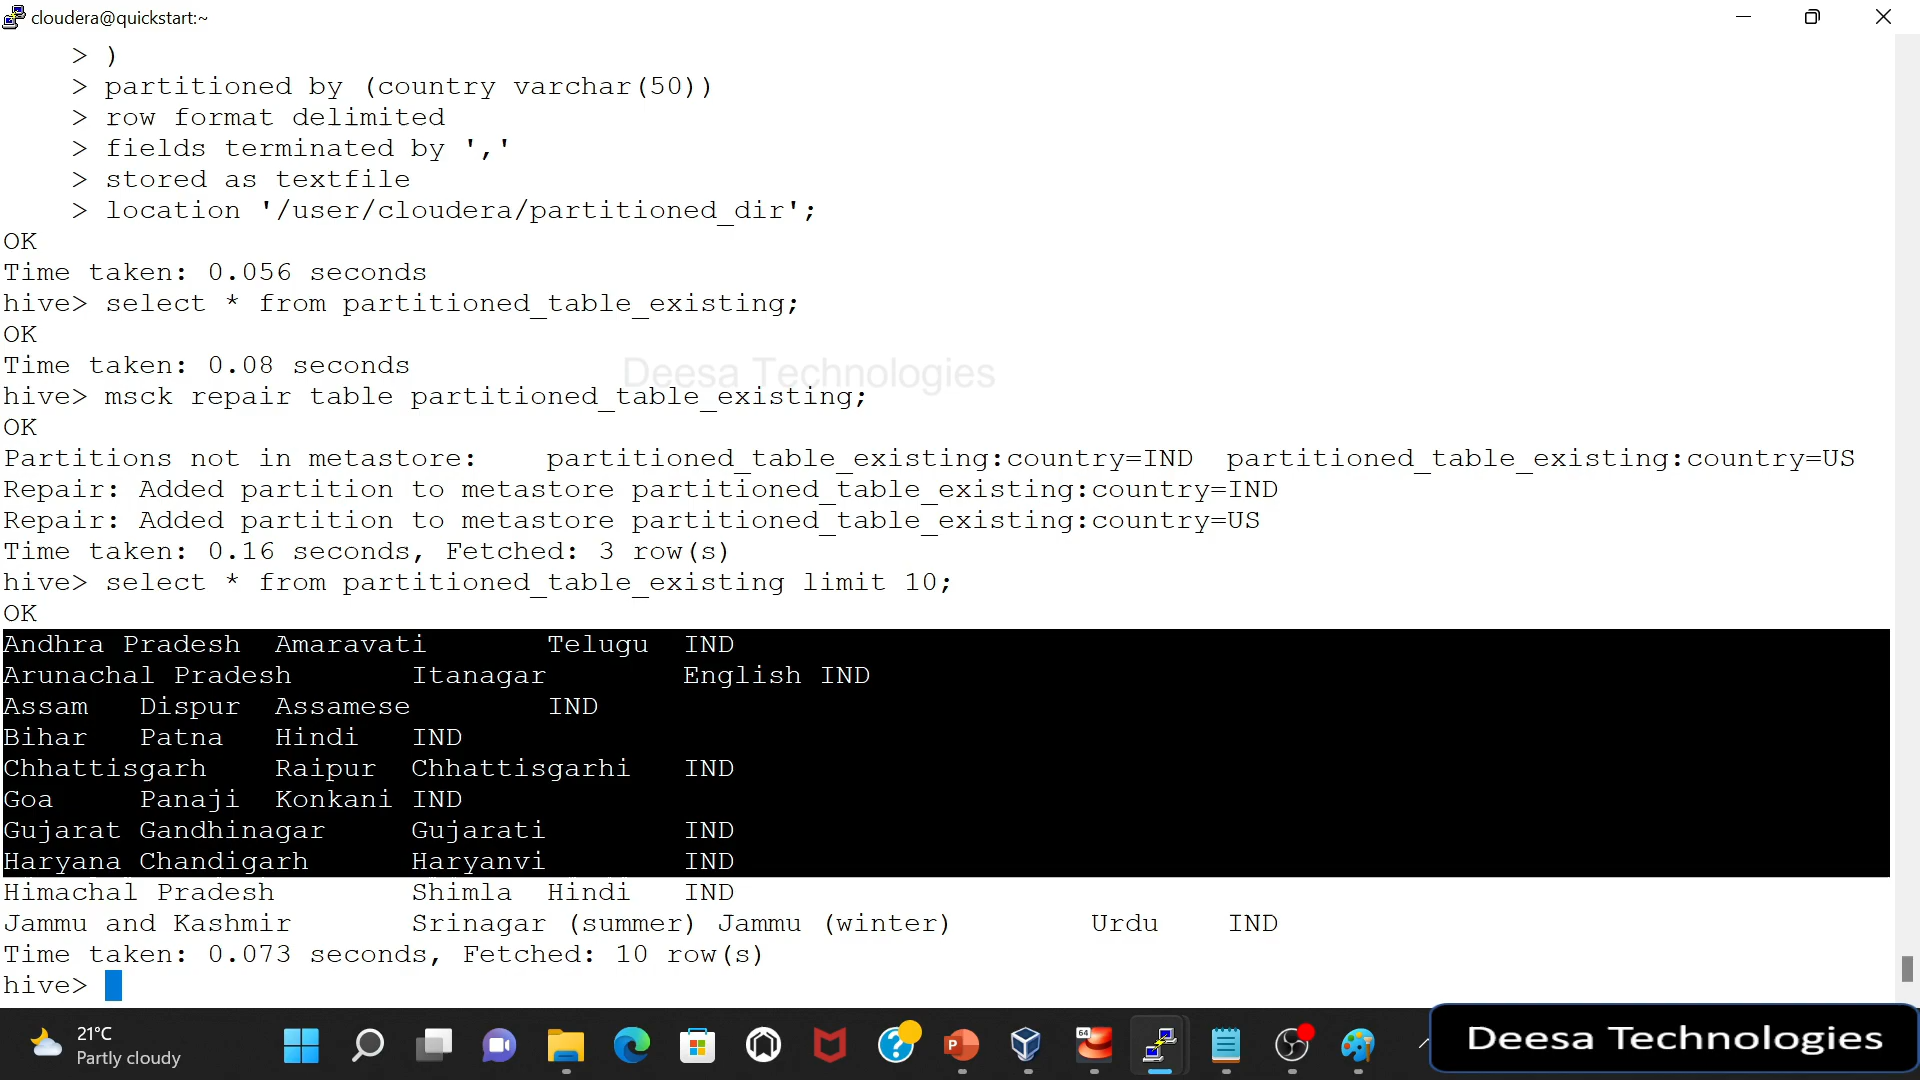 cloudera@quickstart:~
> )
> partitioned by (country varchar(50))
> row format delimited
> fields terminated by ','
> stored as textfile
> location '/user/cloudera/partitioned_dir';
OK
Time taken: 0.056 seconds
hive> select * from partitioned_table_existing;
OK
Time taken: 0.08 seconds
Deesa Technologies
hive> msck repair table partitioned_table_existing;
OK
Partitions not in metastore:    partitioned_table_existing:country=IND  partitioned_table_existing:country=US
Repair: Added partition to metastore partitioned_table_existing:country=IND
Repair: Added partition to metastore partitioned_table_existing:country=US
Time taken: 0.16 seconds, Fetched: 3 row(s)
hive> select * from partitioned_table_existing limit 10;
OK
Andhra Pradesh  Amaravati       Telugu  IND
Arunachal Pradesh       Itanagar        English IND
Assam   Dispur  Assamese        IND
Bihar   Patna   Hindi   IND
Chhattisgarh    Raipur  Chhattisgarhi   IND
Goa     Panaji  Konkani IND
Gujarat Gandhinagar     Gujarati        IND
Haryana Chandigarh      Haryanvi        IND
Himachal Pradesh        Shimla  Hindi   IND
Jammu and Kashmir       Srinagar (summer) Jammu (winter)        Urdu    IND
Time taken: 0.073 seconds, Fetched: 10 row(s)
hive>
21°C
Partly cloudy
64
Deesa Technologies